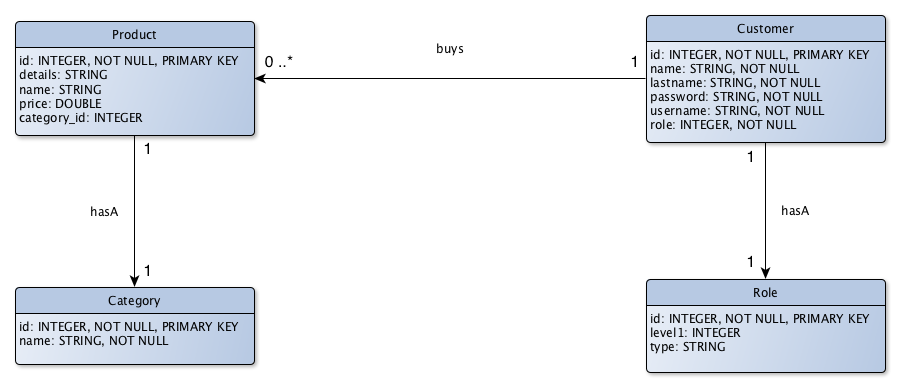 Product
id: INTEGER, NOT NULL, PRIMARY KEY
details: STRING
name: STRING
price: DOUBLE
category_id: INTEGER
0 ..*
buys
1
Customer
id: INTEGER, NOT NULL, PRIMARY KEY
name: STRING, NOT NULL
lastname: STRING, NOT NULL
password: STRING, NOT NULL
username: STRING, NOT NULL
role: INTEGER, NOT NULL
1
hasA
1
1
hasA
1
Category
id: INTEGER, NOT NULL, PRIMARY KEY
name: STRING, NOT NULL
Role
id: INTEGER, NOT NULL, PRIMARY KEY
level1: INTEGER
type: STRING